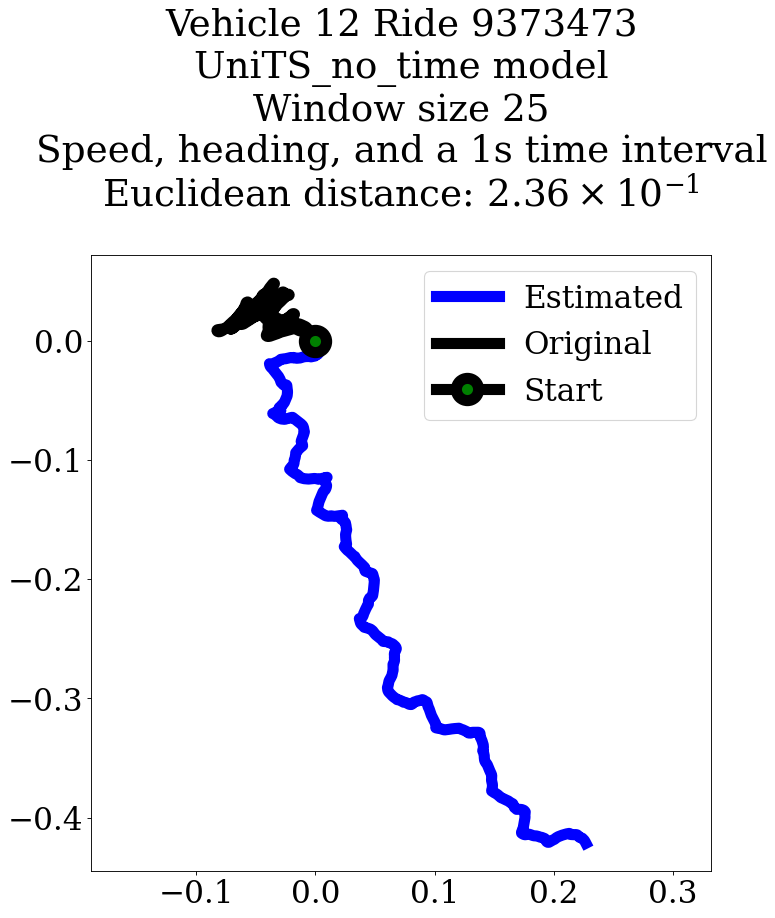 Vehicle 12 Ride 9373473
UniTS_no_time model
Window size 25
Speed, heading, and a 1s time interval
Euclidean distance: 2.36 × 10⁻¹
Estimated
Original
Start
0.0
−0.1
−0.2
−0.3
−0.4
−0.1 0.0 0.1 0.2 0.3